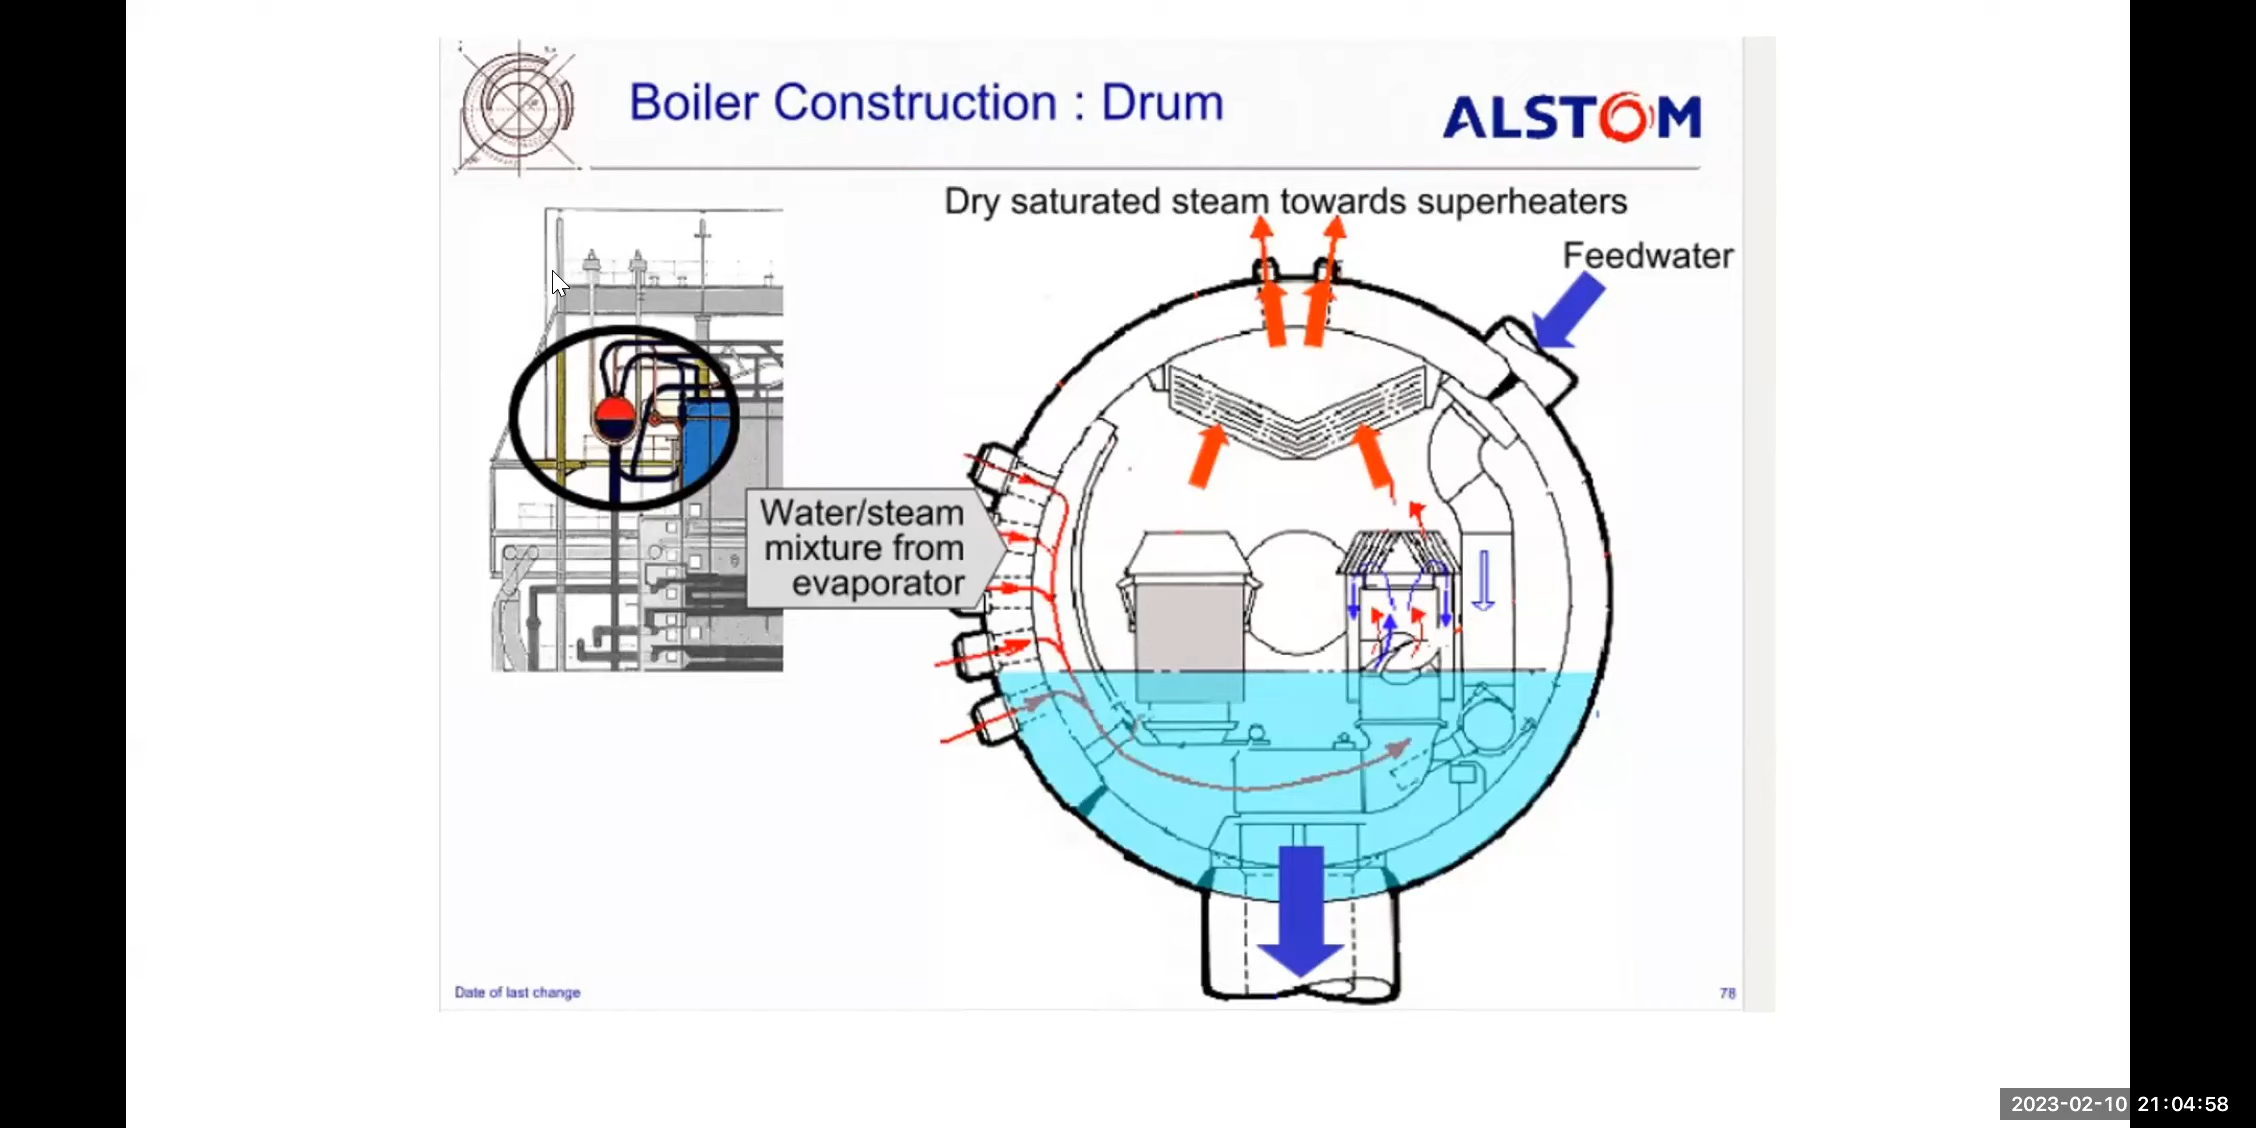 Boiler Construction : Drum
ALSTOM
Dry saturated steam towards superheaters
Feedwater
Water/steam
mixture from
evaporator
Date of last change
78
2023-02-10 21:04:58